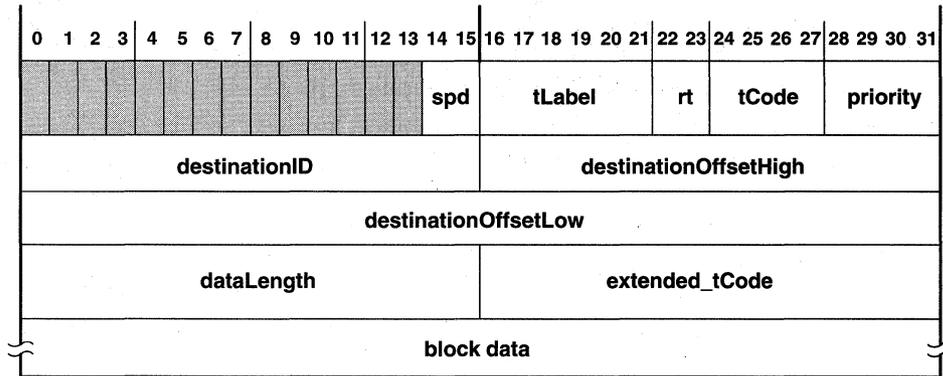 0 1 2 3 4 5 6 7 8 9 10 11 12 13 14 15 16 17 18 19 20 21 22 23 24 25 26 27 28 29 30 31
spd tLabel rt tCode priority
destinationID destinationOffsetHigh
destinationOffsetLow
dataLength extended_tCode
block data